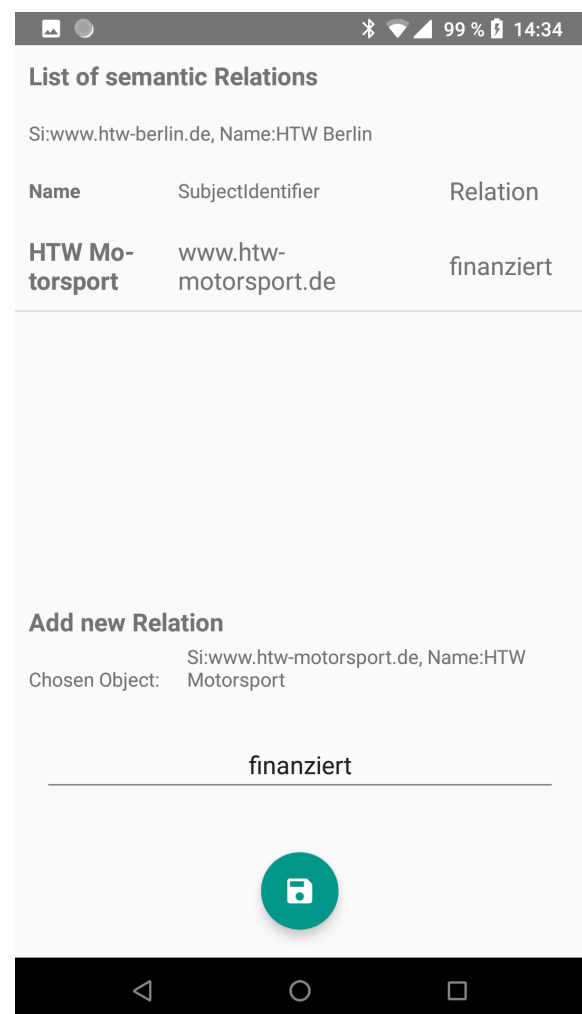 99 % 14:34
List of semantic Relations
Si:www.htw-berlin.de, Name:HTW Berlin
Name SubjectIdentifier Relation
HTW Mo- www.htw- finanziert
torsport motorsport.de
Add new Relation
Si:www.htw-motorsport.de, Name:HTW
Chosen Object: Motorsport
finanziert